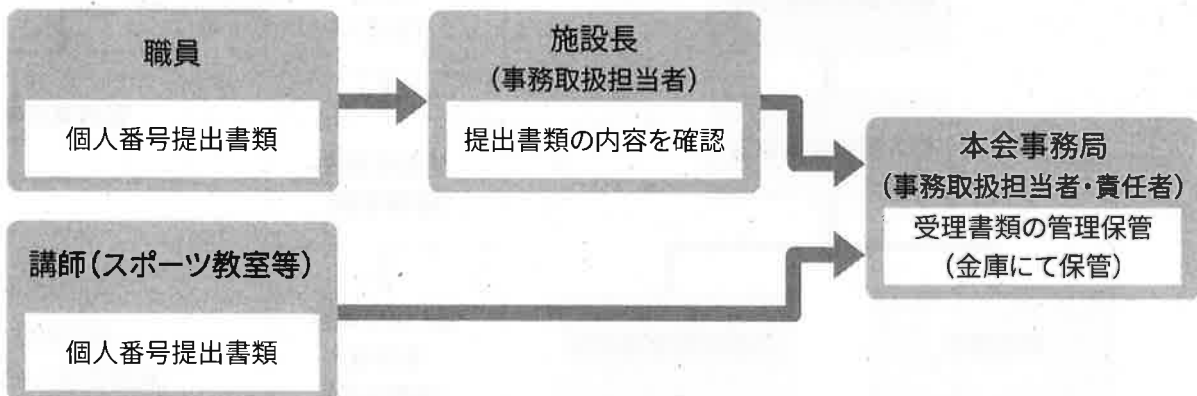 職員
個人番号提出書類
施設長
（事務取扱担当者）
提出書類の内容を確認
講師（スポーツ教室等）
個人番号提出書類
本会事務局
（事務取扱担当者・責任者）
受理書類の管理保管
（金庫にて保管）